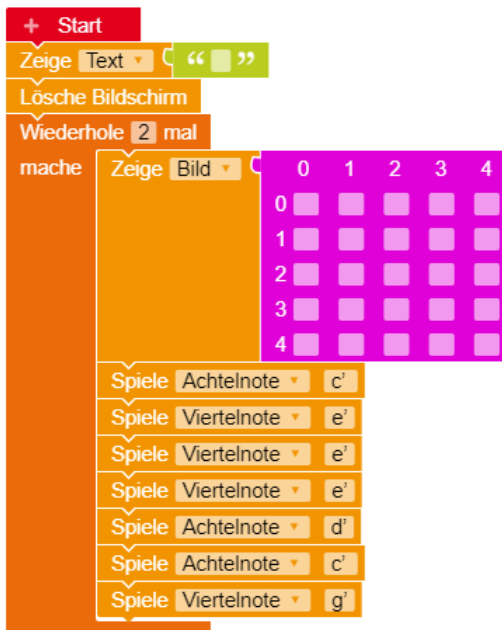 + Start
Zeige Text “ ”
Lösche Bildschirm
Wiederhole 2 mal
mache Zeige Bild 0 1 2 3 4
0
1
2
3
4
Spiele Achtelnote c'
Spiele Viertelnote e'
Spiele Viertelnote e'
Spiele Viertelnote e'
Spiele Achtelnote d'
Spiele Achtelnote c'
Spiele Viertelnote g'